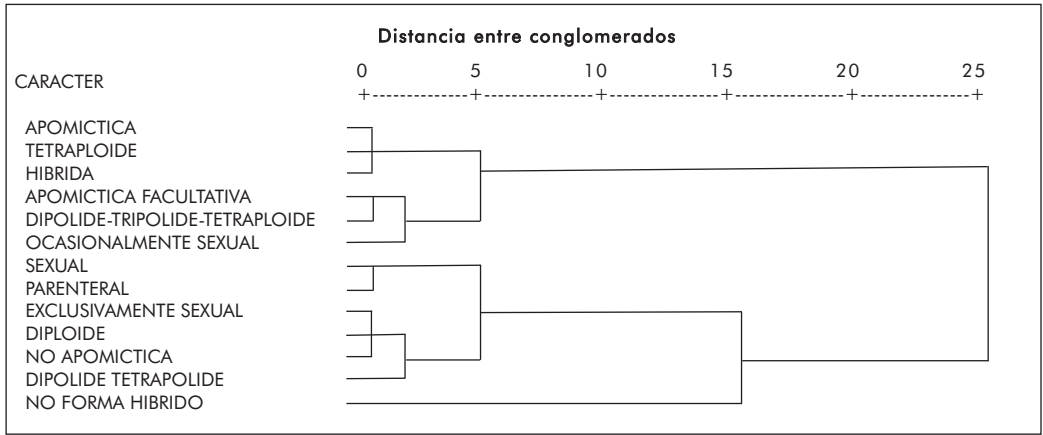 Distancia entre conglomerados
CARACTER
0 5 10 15 20 25
+---------------+---------------+---------------+---------------+---------------+
APOMICTICA
TETRAPLOIDE
HIBRIDA
APOMICTICA FACULTATIVA
DIPOLIDE-TRIPOLIDE-TETRAPLOIDE
OCASIONALMENTE SEXUAL
SEXUAL
PARENTERAL
EXCLUSIVAMENTE SEXUAL
DIPLOIDE
NO APOMICTICA
DIPOLIDE TETRAPOLIDE
NO FORMA HIBRIDO